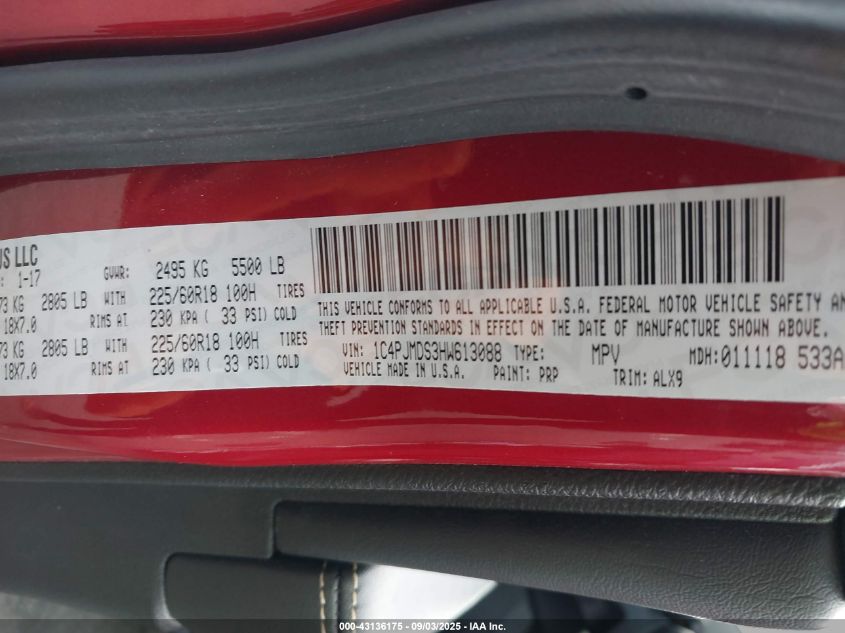 US LLC
1-17
GVWR: 2495 KG 5500 LB
73 KG 2805 LB WITH 225/60R18 100H TIRES
18X7.0 RIMS AT 230 KPA ( 33 PSI) COLD
73 KG 2805 LB WITH 225/60R18 100H TIRES
18X7.0 RIMS AT 230 KPA ( 33 PSI) COLD
THIS VEHICLE CONFORMS TO ALL APPLICABLE U.S.A. FEDERAL MOTOR VEHICLE SAFETY AN
THEFT PREVENTION STANDARDS IN EFFECT ON THE DATE OF MANUFACTURE SHOWN ABOVE.
VIN: 1C4PJMDS3HW613088 TYPE: MPV MDH: 011118 533A
VEHICLE MADE IN U.S.A. PAINT: PRP TRIM: ALX9
000-43136175 - 09/03/2025 - IAA Inc.